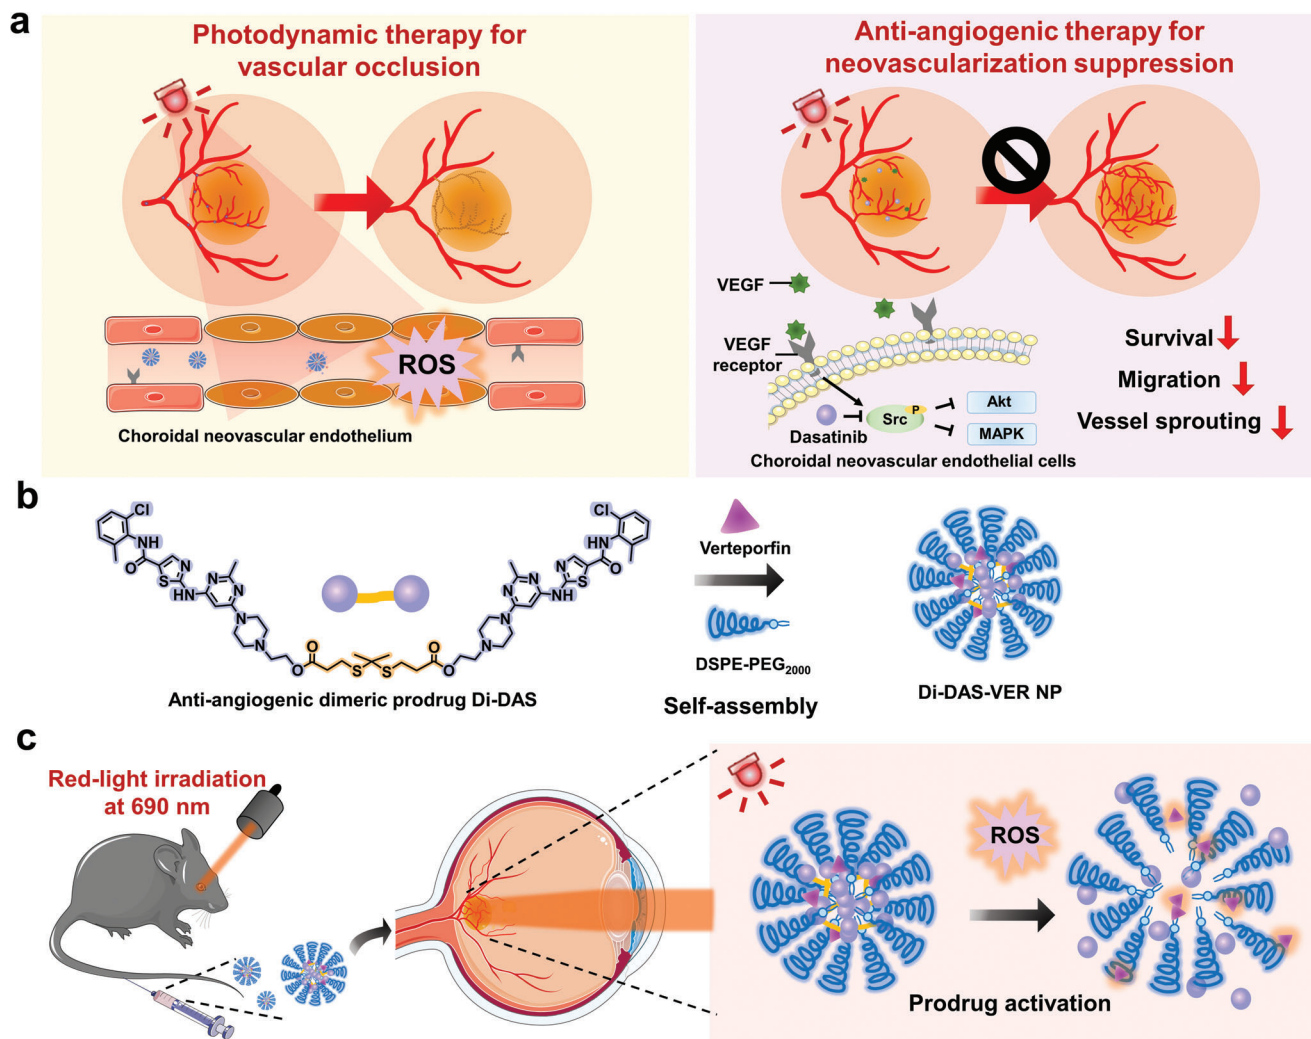 a
Photodynamic therapy for
vascular occlusion
ROS
Choroidal neovascular endothelium
Anti-angiogenic therapy for
neovascularization suppression
VEGF
VEGF
receptor
Dasatinib
Src
P
Akt
MAPK
Choroidal neovascular endothelial cells
Survival
Migration
Vessel sprouting
b
Cl
NH
O
N
S
HN
N
N
N
N
O
O
S
S
O
O
N
N
N
N
NH
S
N
O
HN
Cl
Anti-angiogenic dimeric prodrug Di-DAS
Verteporfin
DSPE-PEG2000
Self-assembly
Di-DAS-VER NP
c
Red-light irradiation
at 690 nm
ROS
Prodrug activation